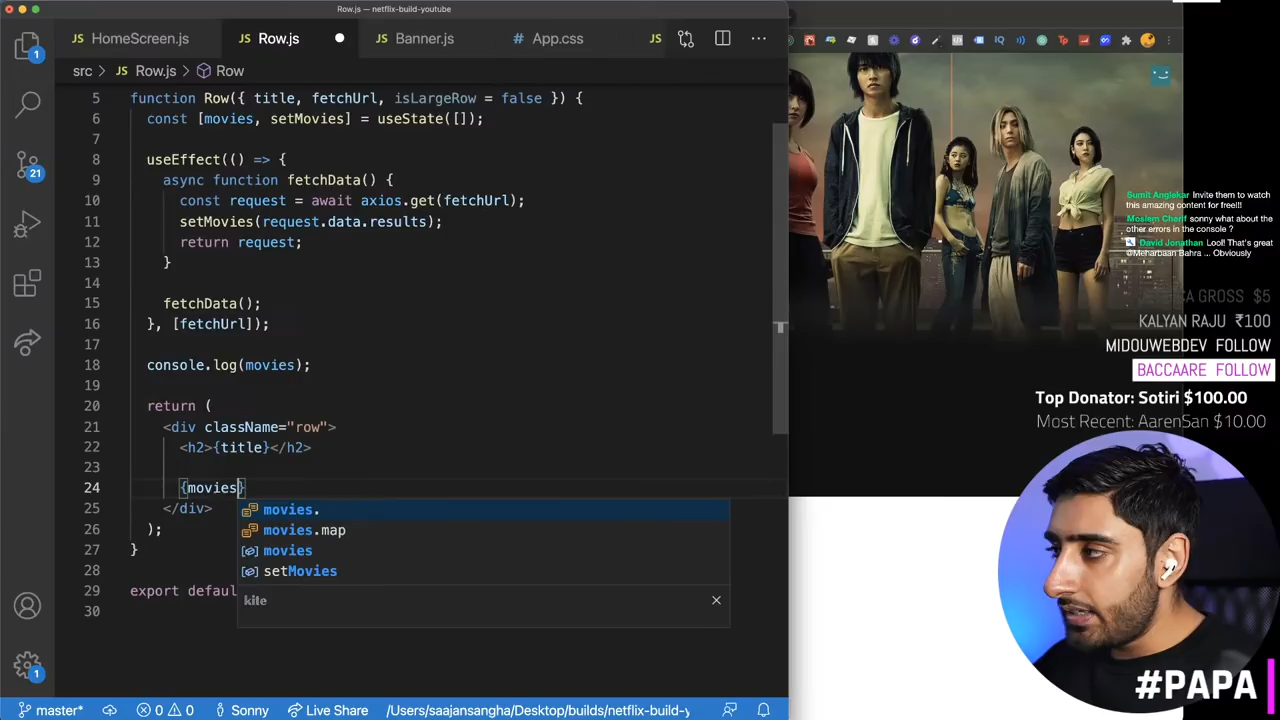 Row.js — netflix-build-youtube
JS HomeScreen.js
JS Row.js
JS Banner.js
# App.css
JS
src > JS Row.js > Row
5 function Row({ title, fetchUrl, isLargeRow = false }) {
6 const [movies, setMovies] = useState([]);
7
8 useEffect(() => {
9 async function fetchData() {
10 const request = await axios.get(fetchUrl);
11 setMovies(request.data.results);
12 return request;
13 }
14
15 fetchData();
16 }, [fetchUrl]);
17
18 console.log(movies);
19
20 return (
21 <div className="row">
22 <h2>{title}</h2>
23
24 {movies}
25 </div>
26 );
27 }
28
29 export defaul
30
movies.
movies.map
movies
setMovies
kite
1
21
1
master*
0 0
Sonny
Live Share
/Users/saajansangha/Desktop/builds/netflix-build-y
Sumit Anglekar Invite them to watch
this amazing content for free!!!
Moslem Cherif sonny what about the
other errors in the console ?
David Jonathan Lool! That's great
@Meharbaan Bahra ... Obviously
GROSS $5
KALYAN RAJU ₹100
MIDOUWEBDEV FOLLOW
BACCAARE FOLLOW
Top Donator: Sotiri $100.00
Most Recent: AarenSan $10.00
#PAPA